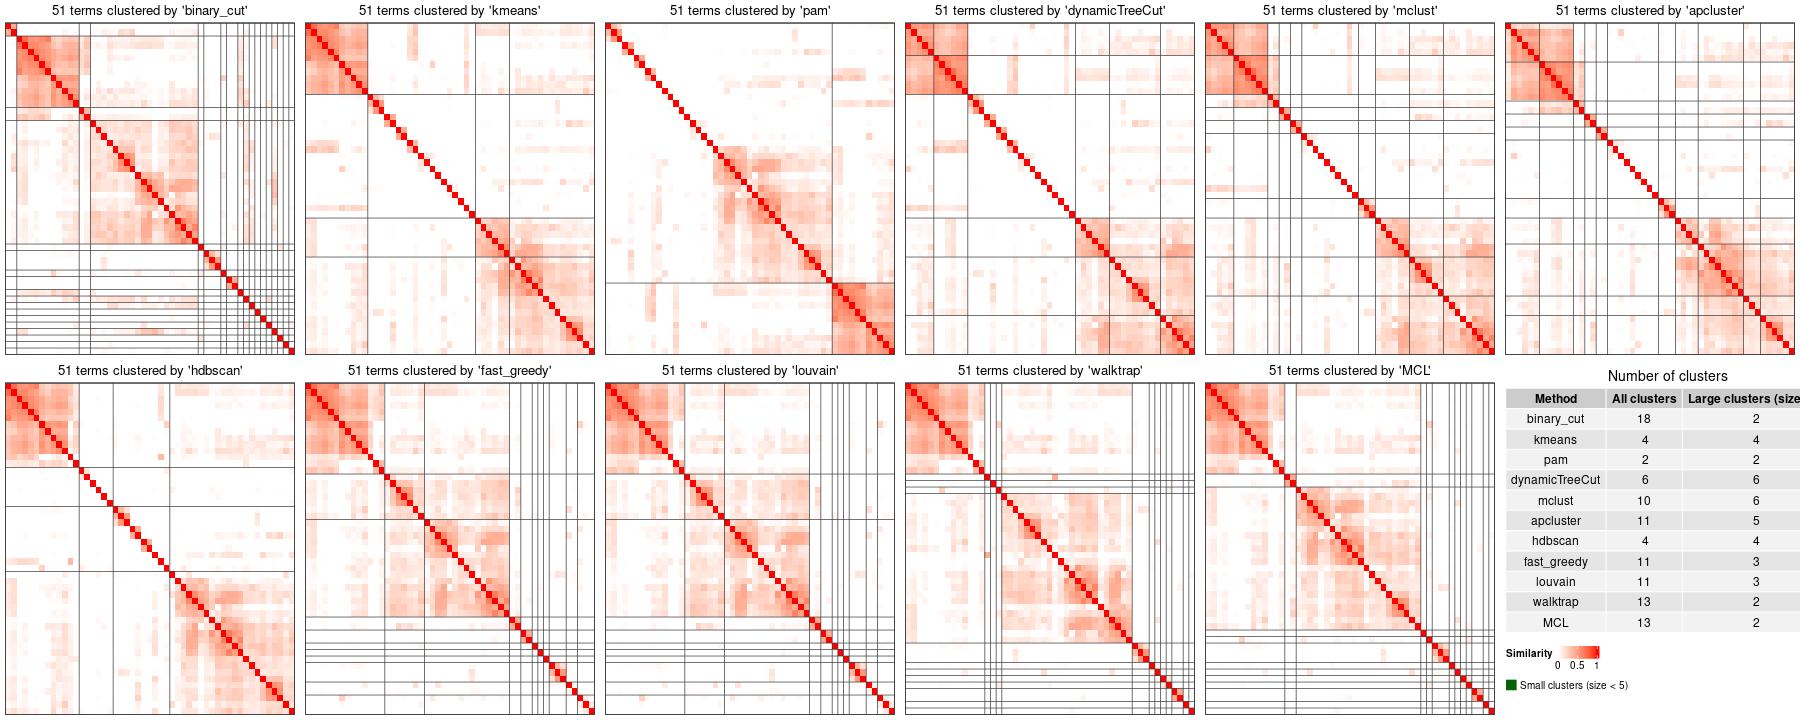 51 terms clustered by 'binary_cut'
51 terms clustered by 'kmeans'
51 terms clustered by 'pam'
51 terms clustered by 'dynamicTreeCut'
51 terms clustered by 'mclust'
51 terms clustered by 'apcluster'
51 terms clustered by 'hdbscan'
51 terms clustered by 'fast_greedy'
51 terms clustered by 'louvain'
51 terms clustered by 'walktrap'
51 terms clustered by 'MCL'
Number of clusters
Method All clusters Large clusters (size
binary_cut 18 2
kmeans 4 4
pam 2 2
dynamicTreeCut 6 6
mclust 10 6
apcluster 11 5
hdbscan 4 4
fast_greedy 11 3
louvain 11 3
walktrap 13 2
MCL 13 2
Similarity
0 0.5 1
Small clusters (size < 5)